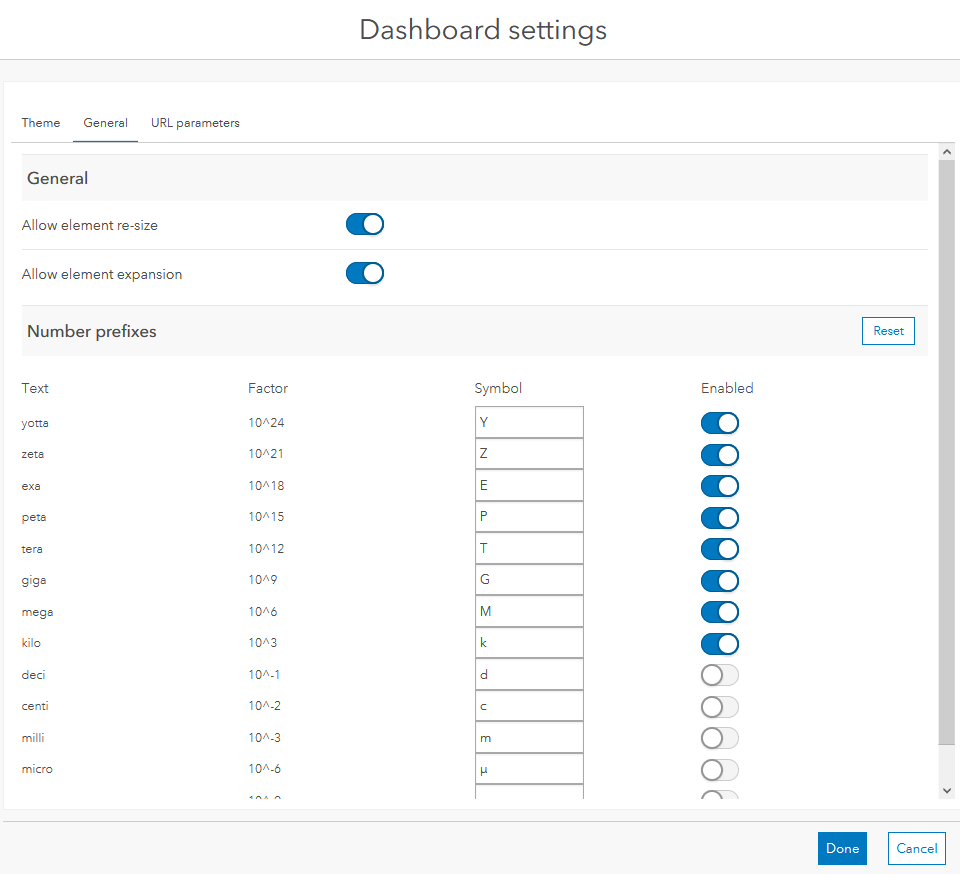 Dashboard settings
Theme General URL parameters
General
Allow element re-size
Allow element expansion
Number prefixes Reset
Text Factor Symbol Enabled
yotta 10^24 Y
zeta 10^21 Z
exa 10^18 E
peta 10^15 P
tera 10^12 T
giga 10^9 G
mega 10^6 M
kilo 10^3 k
deci 10^-1 d
centi 10^-2 c
milli 10^-3 m
micro 10^-6 μ
Done Cancel